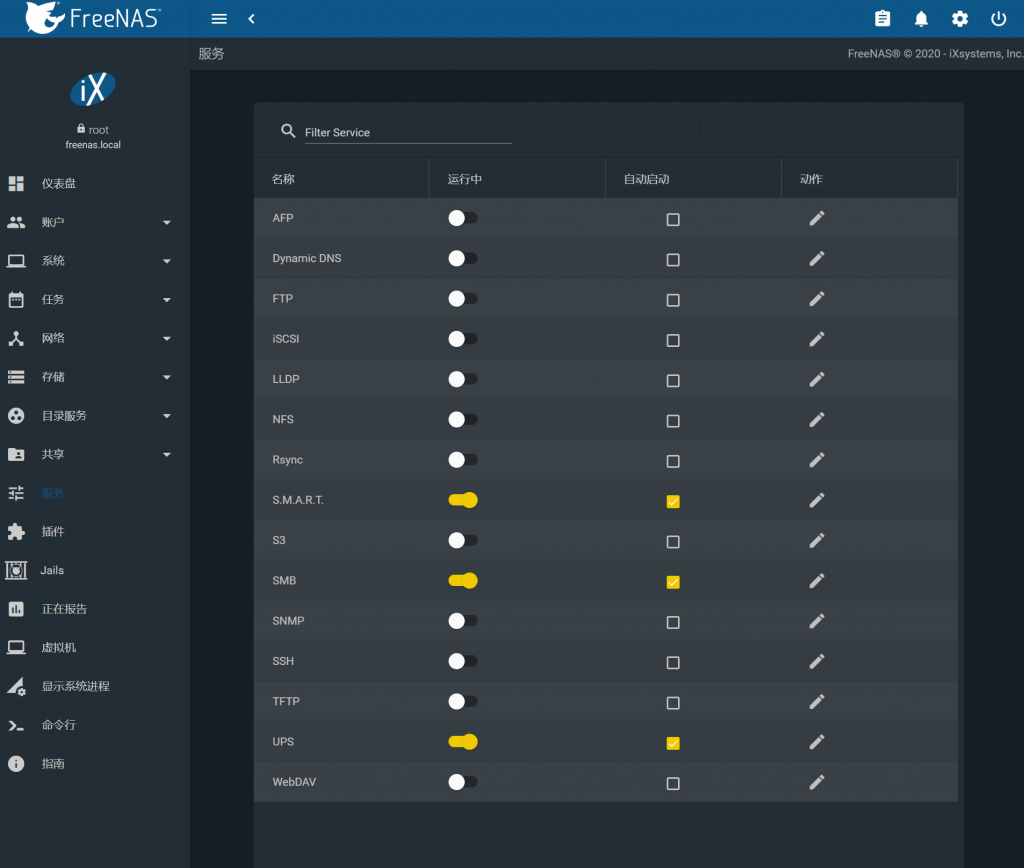 FreeNAS™
服务
FreeNAS® © 2020 - iXsystems, Inc.
iX
root
freenas.local
仪表盘
账户
系统
任务
网络
存储
目录服务
共享
服务
插件
Jails
正在报告
虚拟机
显示系统进程
命令行
指南
Filter Service
名称 运行中 自动启动 动作
AFP
Dynamic DNS
FTP
iSCSI
LLDP
NFS
Rsync
S.M.A.R.T.
S3
SMB
SNMP
SSH
TFTP
UPS
WebDAV